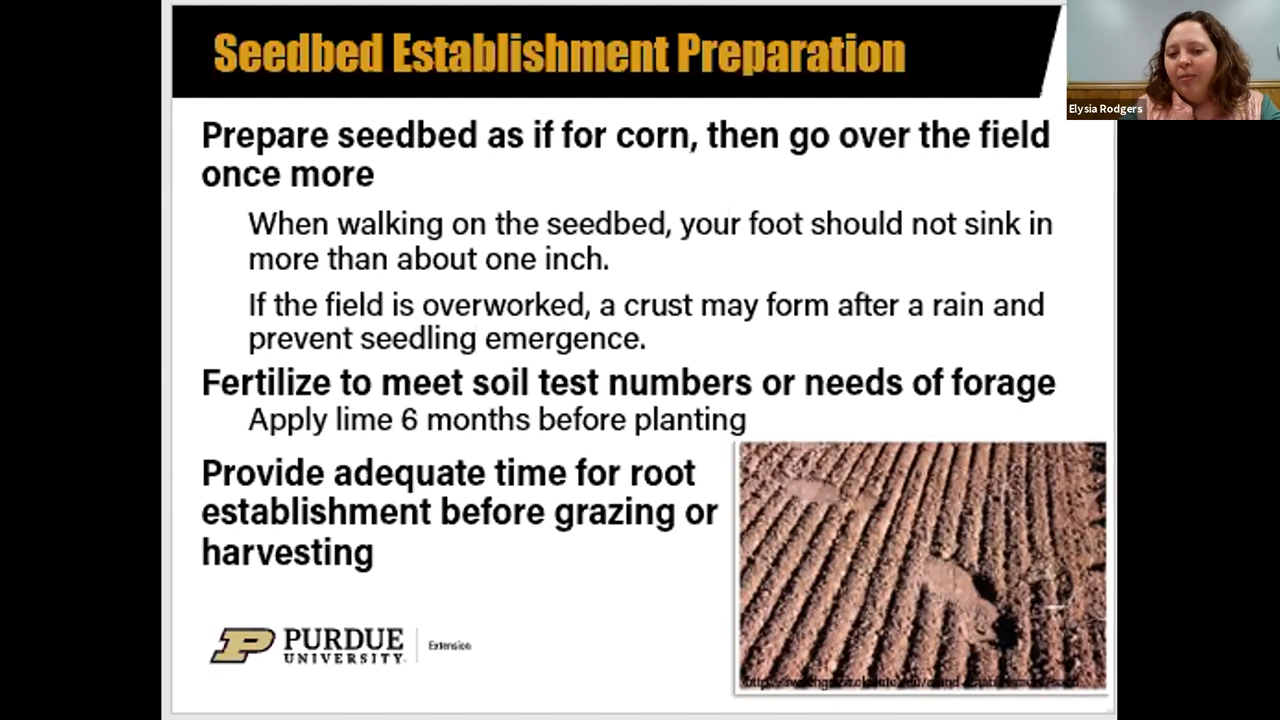 Seedbed Establishment Preparation
Elysia Rodgers
Prepare seedbed as if for corn, then go over the field
once more
When walking on the seedbed, your foot should not sink in
more than about one inch.
If the field is overworked, a crust may form after a rain and
prevent seedling emergence.
Fertilize to meet soil test numbers or needs of forage
Apply lime 6 months before planting
Provide adequate time for root
establishment before grazing or
harvesting
PURDUE
UNIVERSITY
Extension